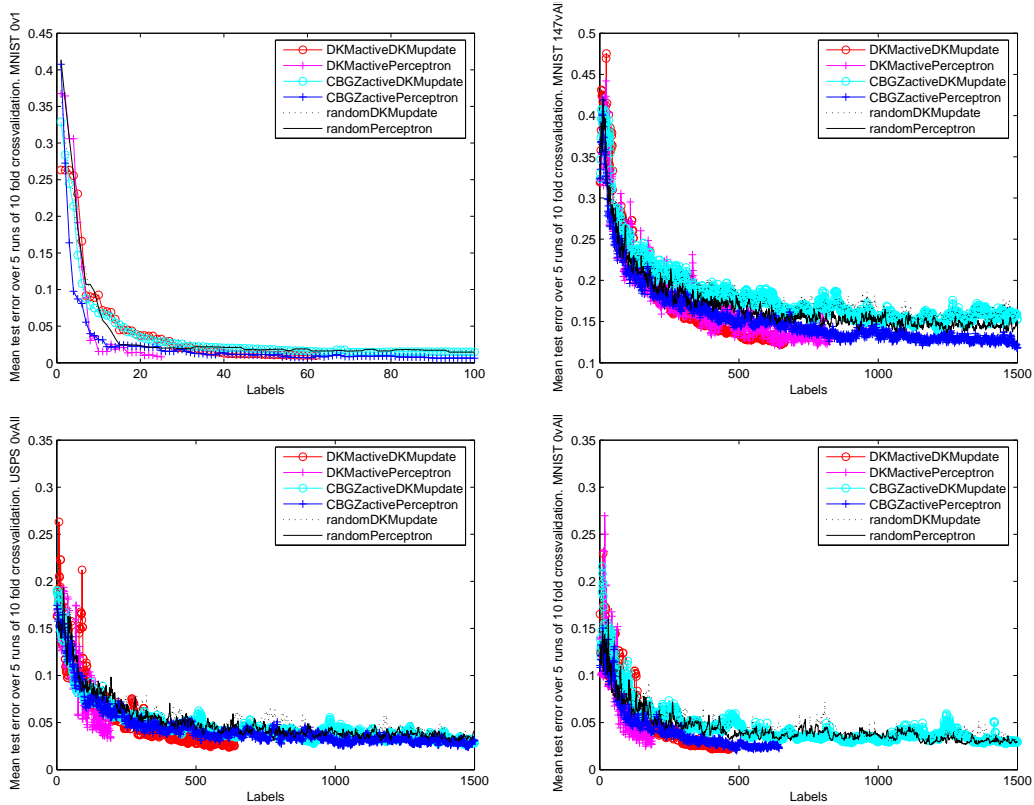 Mean test error over 5 runs of 10 fold crossvalidation. MNIST 0v1
0.45
0.4
0.35
0.3
0.25
0.2
0.15
0.1
0.05
0
0
20
40
60
80
100
Labels
DKMactiveDKMupdate
DKMactivePerceptron
CBGZactiveDKMupdate
CBGZactivePerceptron
randomDKMupdate
randomPerceptron
Mean test error over 5 runs of 10 fold crossvalidation. MNIST 147vAll
0.5
0.45
0.4
0.35
0.3
0.25
0.2
0.15
0.1
0
500
1000
1500
Labels
DKMactiveDKMupdate
DKMactivePerceptron
CBGZactiveDKMupdate
CBGZactivePerceptron
randomDKMupdate
randomPerceptron
Mean test error over 5 runs of 10 fold crossvalidation. USPS 0vAll
0.35
0.3
0.25
0.2
0.15
0.1
0.05
0
0
500
1000
1500
Labels
DKMactiveDKMupdate
DKMactivePerceptron
CBGZactiveDKMupdate
CBGZactivePerceptron
randomDKMupdate
randomPerceptron
Mean test error over 5 runs of 10 fold crossvalidation. MNIST 0vAll
0.35
0.3
0.25
0.2
0.15
0.1
0.05
0
0
500
1000
1500
Labels
DKMactiveDKMupdate
DKMactivePerceptron
CBGZactiveDKMupdate
CBGZactivePerceptron
randomDKMupdate
randomPerceptron